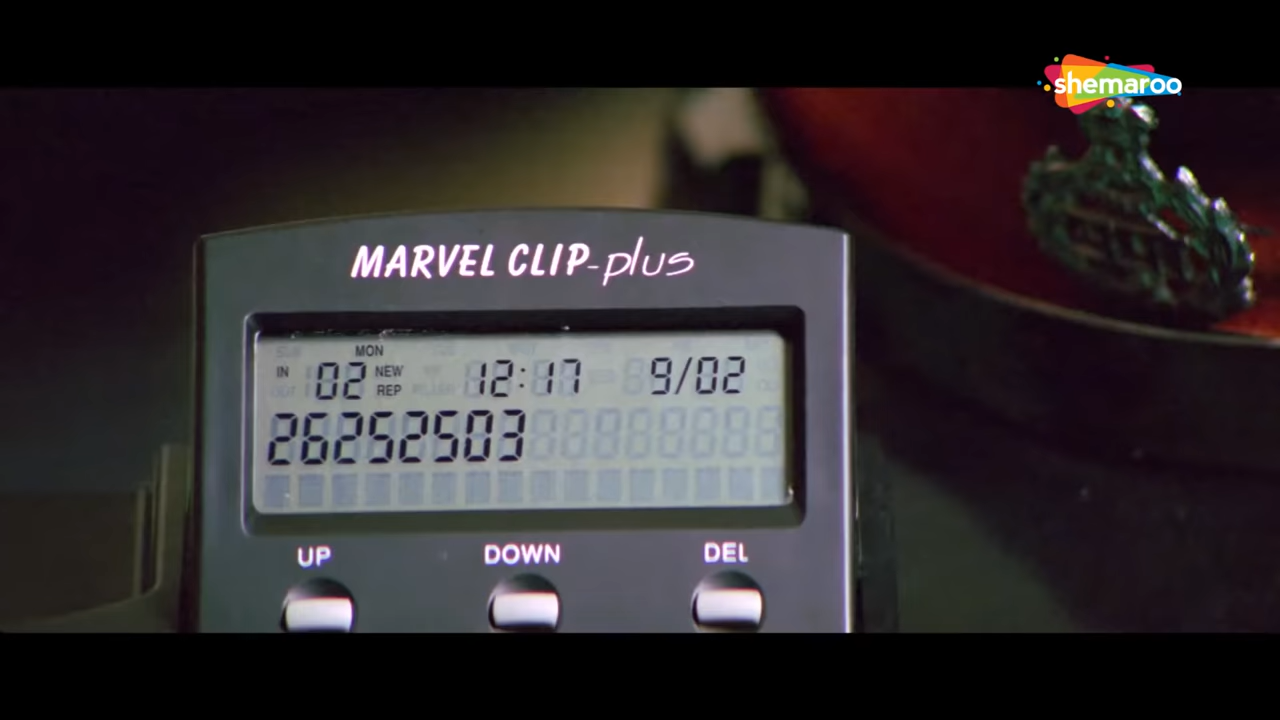 shemaroo
MARVEL CLIP-plus
MON
IN 02 NEW REP 12:17 9/02
26252503
UP DOWN DEL